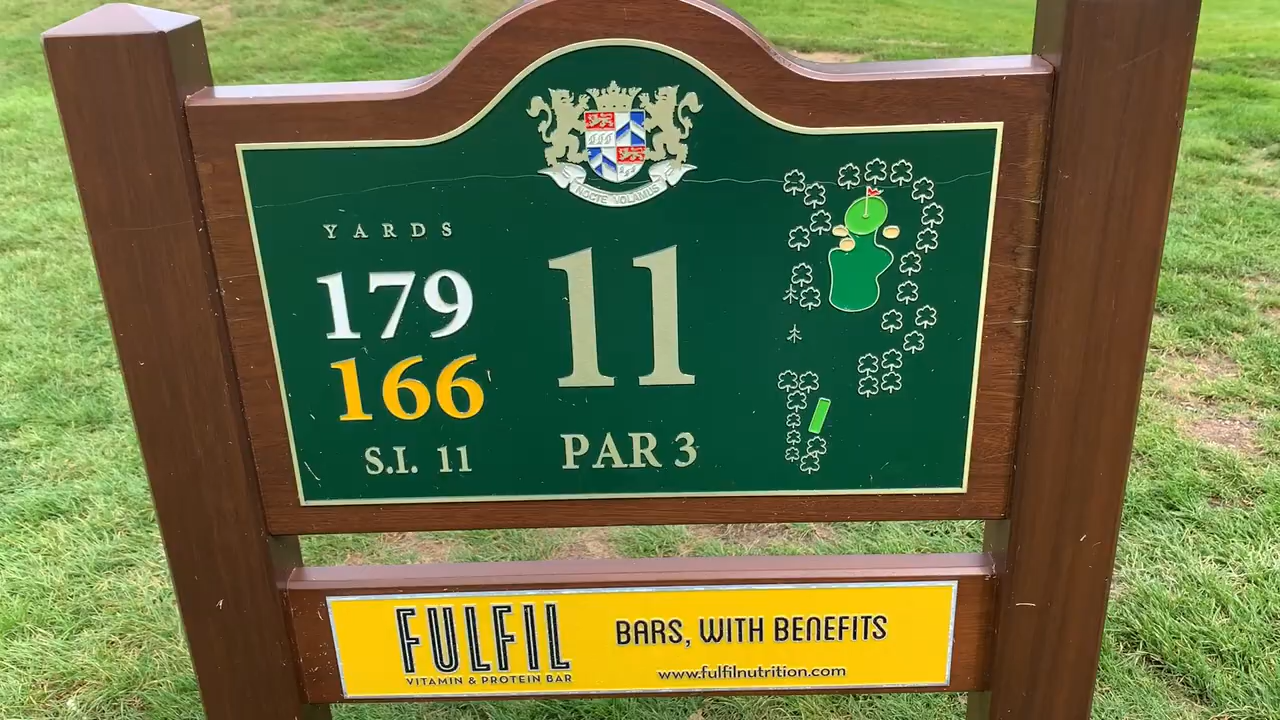 NOCTE VOLAMUS
YARDS
179
166
S.I. 11
11
PAR 3
FULFIL
VITAMIN & PROTEIN BAR
BARS, WITH BENEFITS
www.fulfilnutrition.com